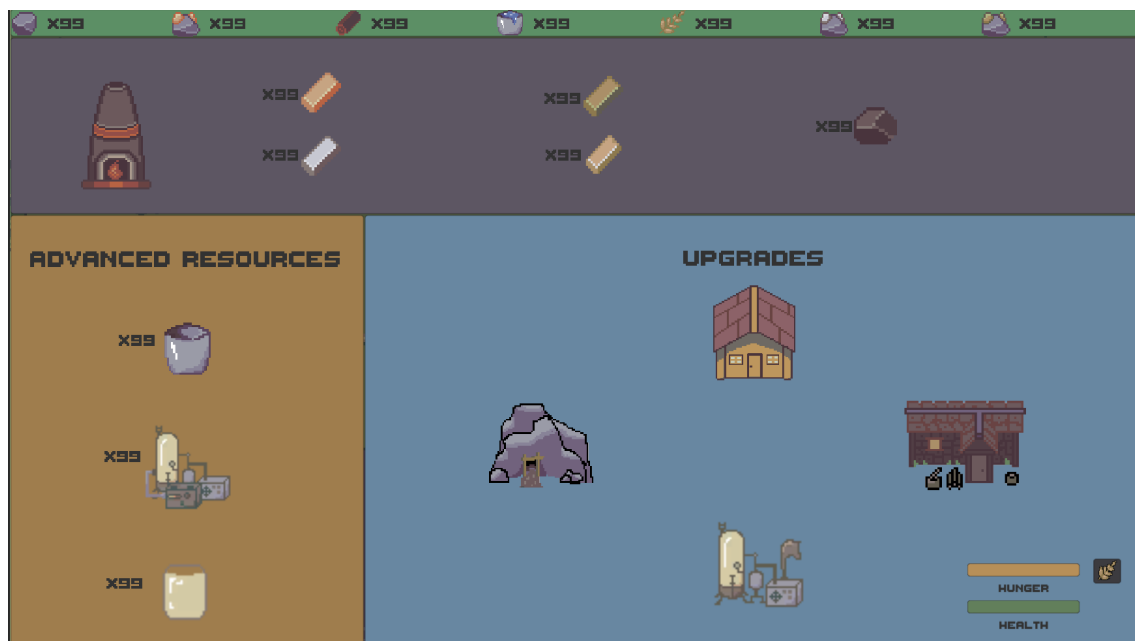 X99 X99 X99 X99 X99 X99 X99
X99 X99 X99
X99 X99
ADVANCED RESOURCES
UPGRADES
X99
X99
X99
HUNGER
HEALTH